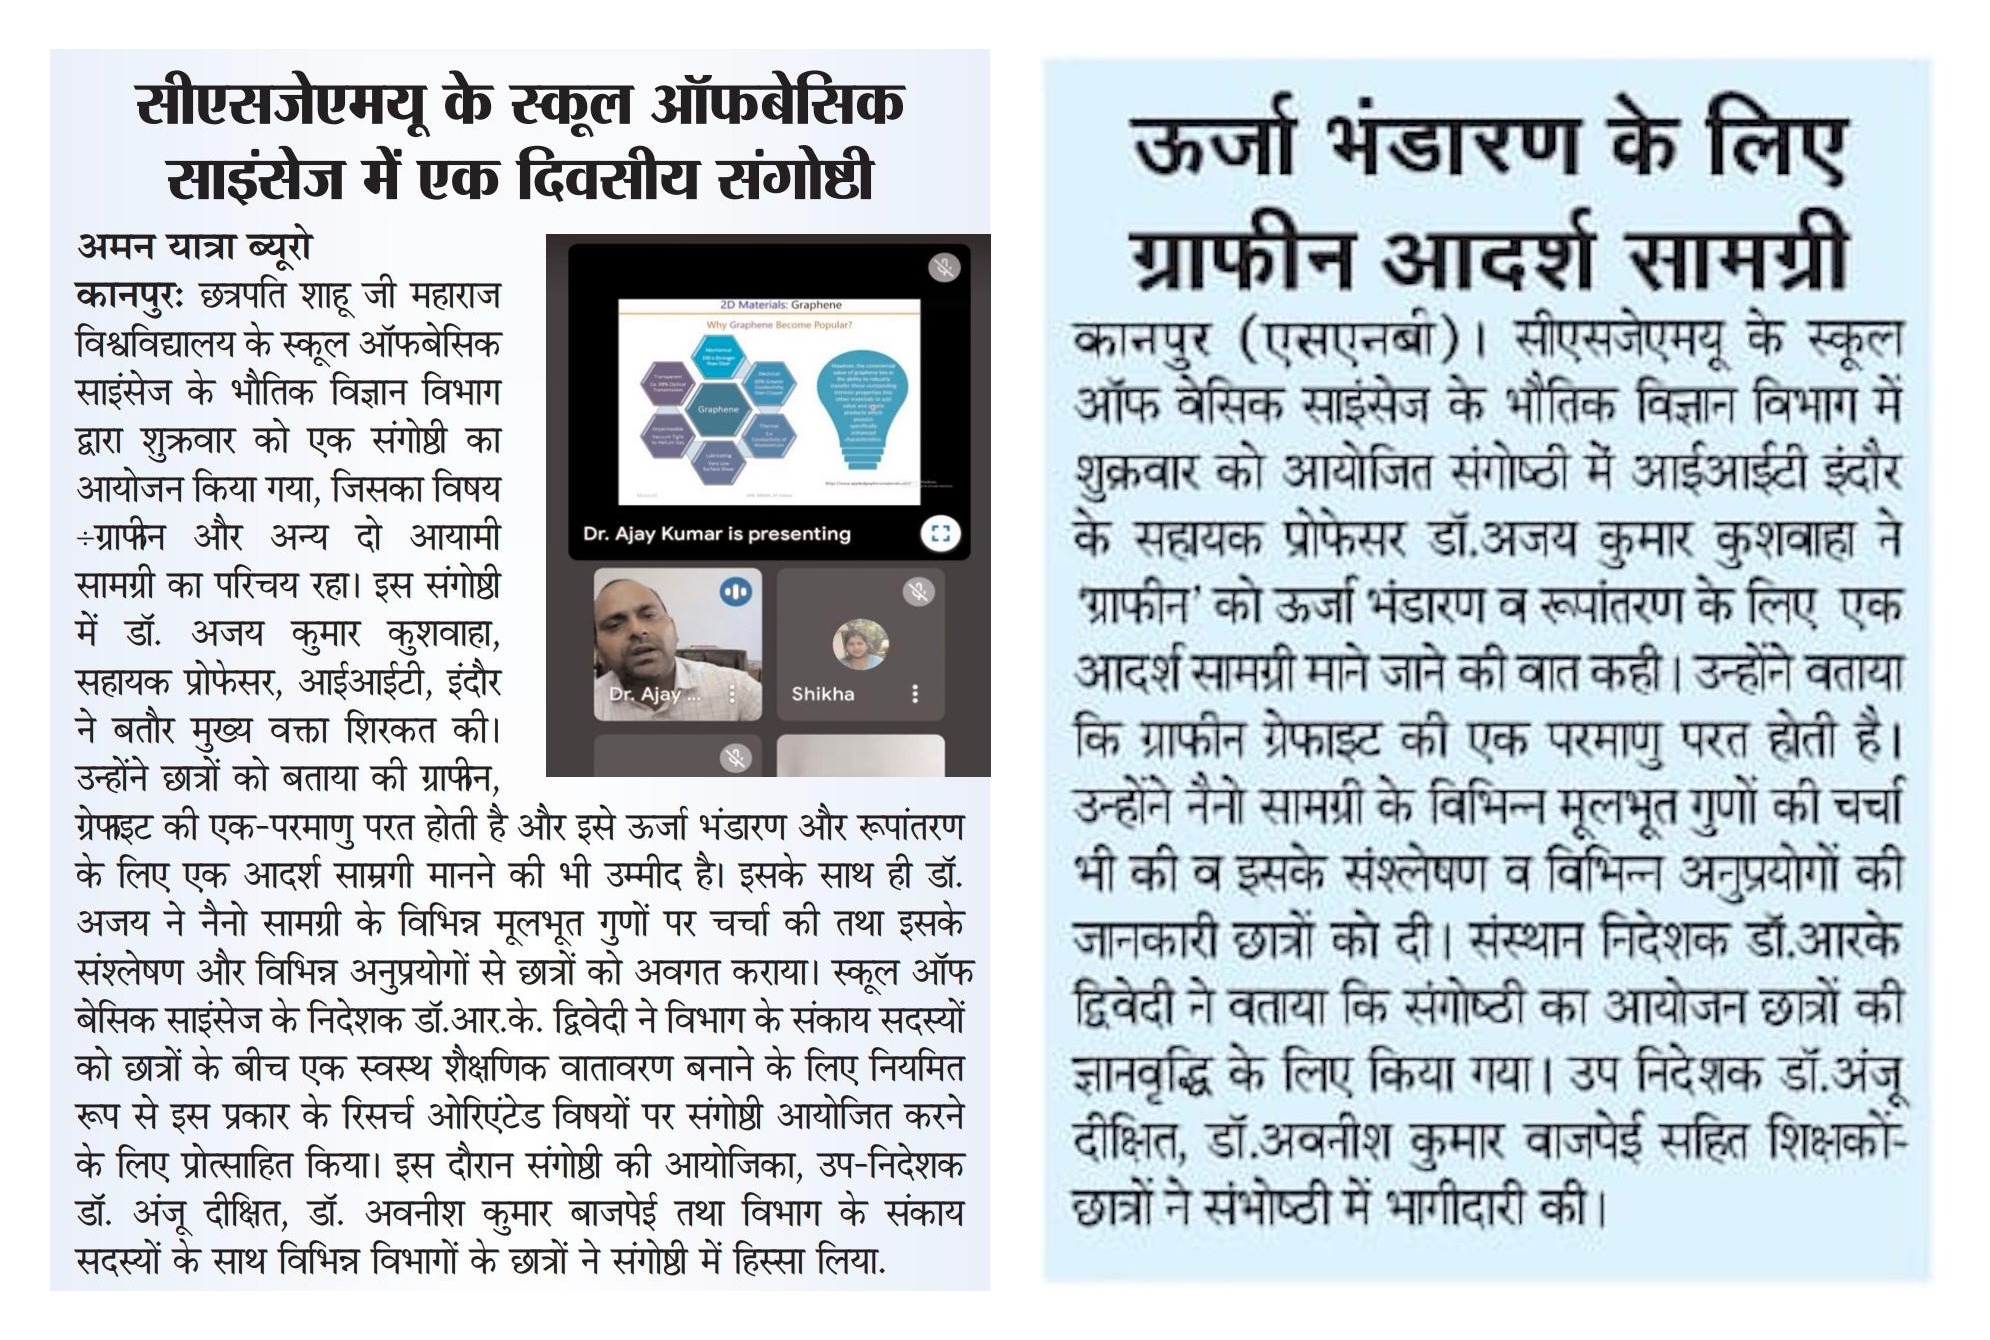 सीएसजेएमयू के स्कूल ऑफबेसिक
साइंसेज में एक दिवसीय संगोष्ठी
अमन यात्रा ब्यूरो
कानपुरः छत्रपति शाहू जी महाराज
विश्वविद्यालय के स्कूल ऑफबेसिक
साइंसेज के भौतिक विज्ञान विभाग
द्वारा शुक्रवार को एक संगोष्ठी का
आयोजन किया गया, जिसका विषय
÷ग्राफीन और अन्य दो आयामी
सामग्री का परिचय रहा। इस संगोष्ठी
में डॉ. अजय कुमार कुशवाहा,
सहायक प्रोफेसर, आईआईटी, इंदौर
ने बतौर मुख्य वक्ता शिरकत की।
उन्होंने छात्रों को बताया की ग्राफीन,
ग्रेफाइट की एक-परमाणु परत होती है और इसे ऊर्जा भंडारण और रूपांतरण
के लिए एक आदर्श साम्रगी मानने की भी उम्मीद है। इसके साथ ही डॉ.
अजय ने नैनो सामग्री के विभिन्न मूलभूत गुणों पर चर्चा की तथा इसके
संश्लेषण और विभिन्न अनुप्रयोगों से छात्रों को अवगत कराया। स्कूल ऑफ
बेसिक साइंसेज के निदेशक डॉ.आर.के. द्विवेदी ने विभाग के संकाय सदस्यों
को छात्रों के बीच एक स्वस्थ शैक्षणिक वातावरण बनाने के लिए नियमित
रूप से इस प्रकार के रिसर्च ओरिएंटेड विषयों पर संगोष्ठी आयोजित करने
के लिए प्रोत्साहित किया। इस दौरान संगोष्ठी की आयोजिका, उप-निदेशक
डॉ. अंजू दीक्षित, डॉ. अवनीश कुमार बाजपेई तथा विभाग के संकाय
सदस्यों के साथ विभिन्न विभागों के छात्रों ने संगोष्ठी में हिस्सा लिया.
2D Materials: Graphene
Why Graphene Become Popular?
Mechanical
Transparent
Electrical
Graphene
Impermeable
Thermal
Lubricating
Dr. Ajay Kumar is presenting
Dr. Ajay ...
Shikha
ऊर्जा भंडारण के लिए
ग्राफीन आदर्श सामग्री
कानपुर (एसएनबी)। सीएसजेएमयू के स्कूल
ऑफ वेसिक साइंसेज के भौतिक विज्ञान विभाग में
शुक्रवार को आयोजित संगोष्ठी में आईआईटी इंदौर
के सहायक प्रोफेसर डॉ.अजय कुमार कुशवाहा ने
'ग्राफीन' को ऊर्जा भंडारण व रूपांतरण के लिए एक
आदर्श सामग्री माने जाने की वात कही। उन्होंने वताया
कि ग्राफीन ग्रेफाइट की एक परमाणु परत होती है।
उन्होंने नैनो सामग्री के विभिन्न मूलभूत गुणों की चर्चा
भी की व इसके संश्लेषण व विभिन्न अनुप्रयोगों की
जानकारी छात्रों को दी। संस्थान निदेशक डॉ.आरके
द्विवेदी ने वताया कि संगोष्ठी का आयोजन छात्रों की
ज्ञानवृद्धि के लिए किया गया। उप निदेशक डॉ.अंजू
दीक्षित, डॉ.अवनीश कुमार वाजपेई सहित शिक्षकों-
छात्रों ने संभोष्ठी में भागीदारी की।